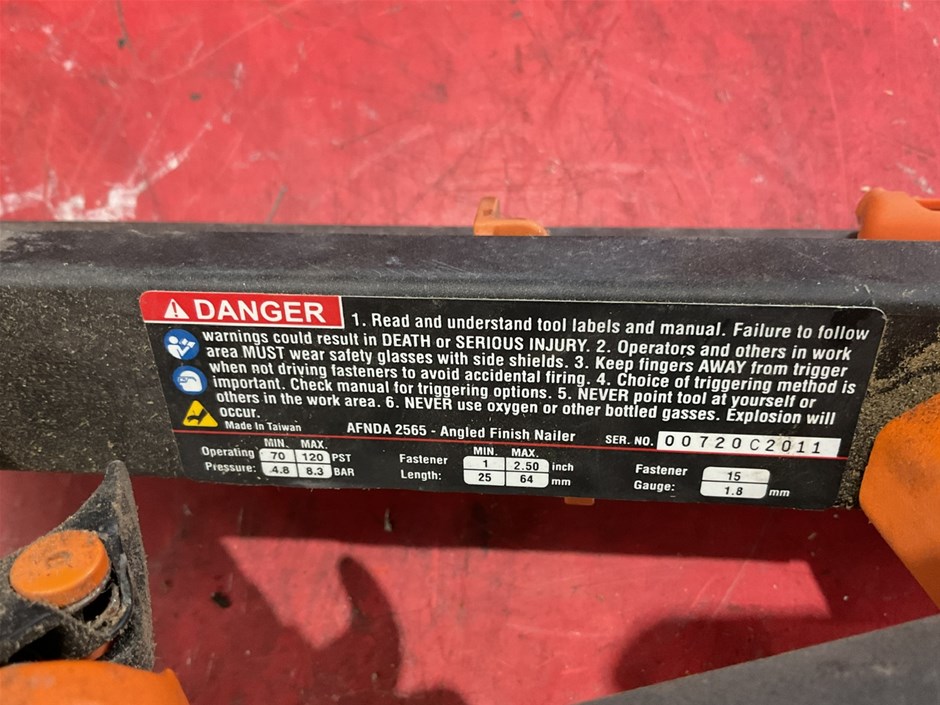 DANGER
1. Read and understand tool labels and manual. Failure to follow
warnings could result in DEATH or SERIOUS INJURY. 2. Operators and others in work
area MUST wear safety glasses with side shields. 3. Keep fingers AWAY from trigger
when not driving fasteners to avoid accidental firing. 4. Choice of triggering method is
important. Check manual for triggering options. 5. NEVER point tool at yourself or
others in the work area. 6. NEVER use oxygen or other bottled gasses. Explosion will
occur.
Made In Taiwan AFNDA 2565 - Angled Finish Nailer SER. NO. 00720C2011
MIN. MAX. MIN. MAX.
Operating 70 120 PST Fastener 1 2.50 inch Fastener 15
Pressure: 4.8 8.3 BAR Length: 25 64 mm Gauge: 1.8 mm